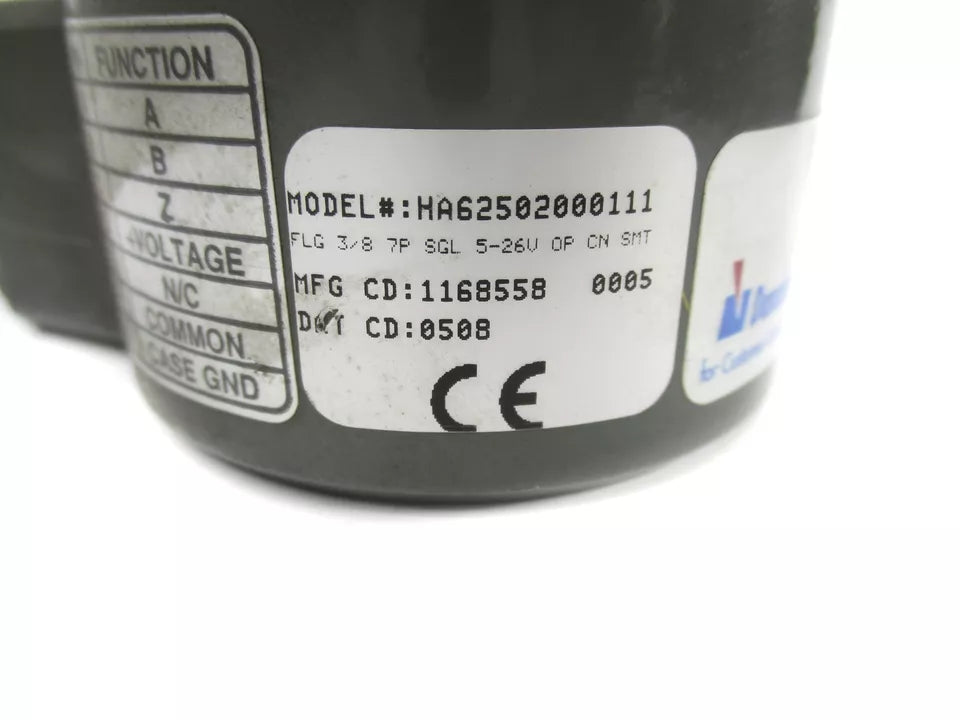 FUNCTION
A
B
Z
+VOLTAGE
N/C
COMMON
CASE GND
MODEL#:HA62502000111
FLG 3/8 7P SGL 5-26V OP CN SMT
MFG CD:1168558 0005
CD:0508
CE
for